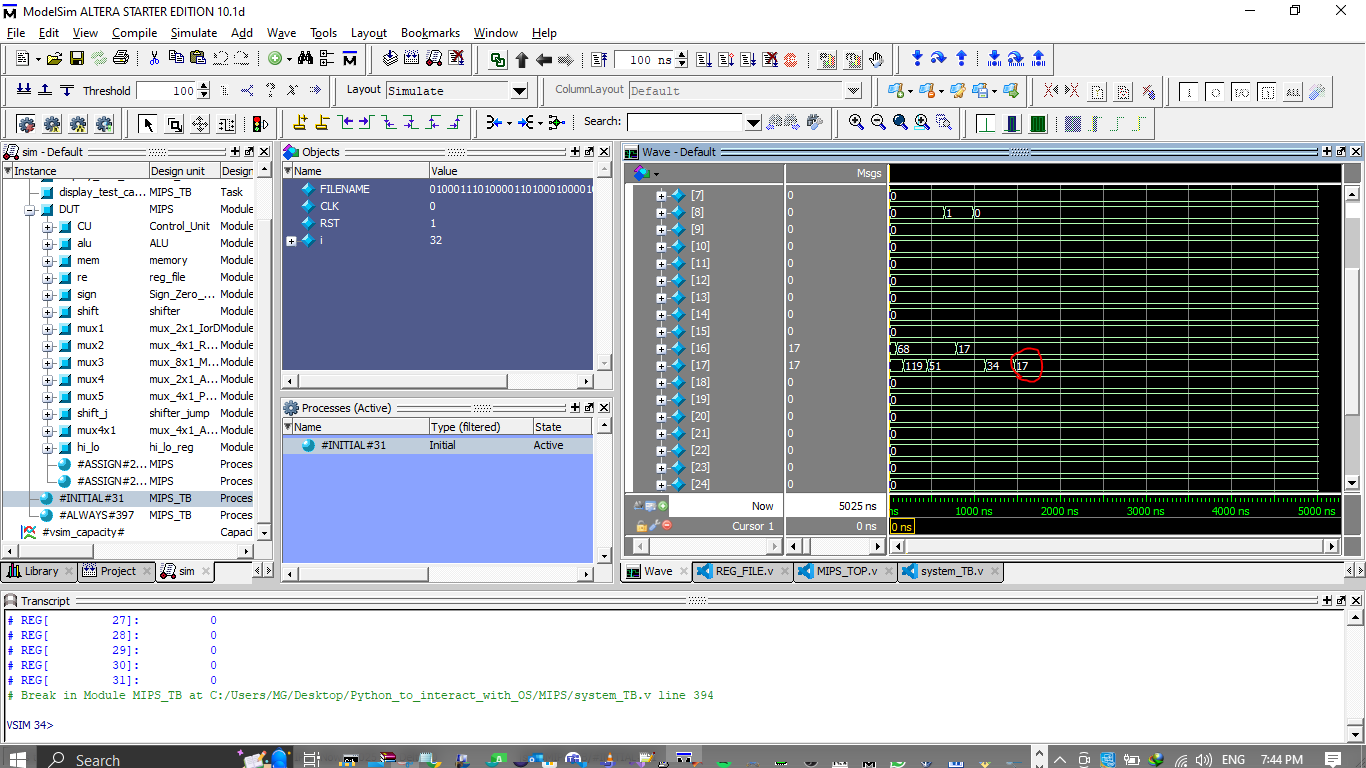 ModelSim ALTERA STARTER EDITION 10.1d
File Edit View Compile Simulate Add Wave Tools Layout Bookmarks Window Help
100 ns
Threshold 100 Layout Simulate ColumnLayout Default
Search:
sim - Default
Instance Design unit Design
display_test_ca... MIPS_TB Task
DUT MIPS Module
CU Control_Unit Module
alu ALU Module
mem memory Module
re reg_file Module
sign Sign_Zero_... Module
shift shifter Module
mux1 mux_2x1_IorD Module
mux2 mux_4x1_R... Module
mux3 mux_8x1_M... Module
mux4 mux_2x1_A... Module
mux5 mux_4x1_P... Module
shift_j shifter_jump Module
mux4x1 mux_4x1_A... Module
hi_lo hi_lo_reg Module
#ASSIGN#2... MIPS Proces
#ASSIGN#2... MIPS Proces
#INITIAL#31 MIPS_TB Proces
#ALWAYS#397 MIPS_TB Proces
#vsim_capacity# Capaci
Library Project sim
Objects
Name Value
FILENAME
CLK 0
RST 1
i 32
Processes (Active)
Name Type (filtered) State
#INITIAL#31 Initial Active
Wave - Default
Msgs
[7] 0 0
[8] 0 0 1 0
[9] 0 0
[10] 0 0
[11] 0 0
[12] 0 0
[13] 0 0
[14] 0 0
[15] 0 0
[16] 17 68 17
[17] 17 119 51 34 17
[18] 0 0
[19] 0 0
[20] 0 0
[21] 0 0
[22] 0 0
[23] 0 0
[24] 0 0
Now 5025 ns ns 1000 ns 2000 ns 3000 ns 4000 ns 5000 ns
Cursor 1 0 ns 0 ns
Wave REG_FILE.v MIPS_TOP.v system_TB.v
Transcript
# REG[ 27]: 0
# REG[ 28]: 0
# REG[ 29]: 0
# REG[ 30]: 0
# REG[ 31]: 0
# Break in Module MIPS_TB at C:/Users/MG/Desktop/Python_to_interact_with_OS/MIPS/system_TB.v line 394
VSIM 34>
Search ENG 7:44 PM